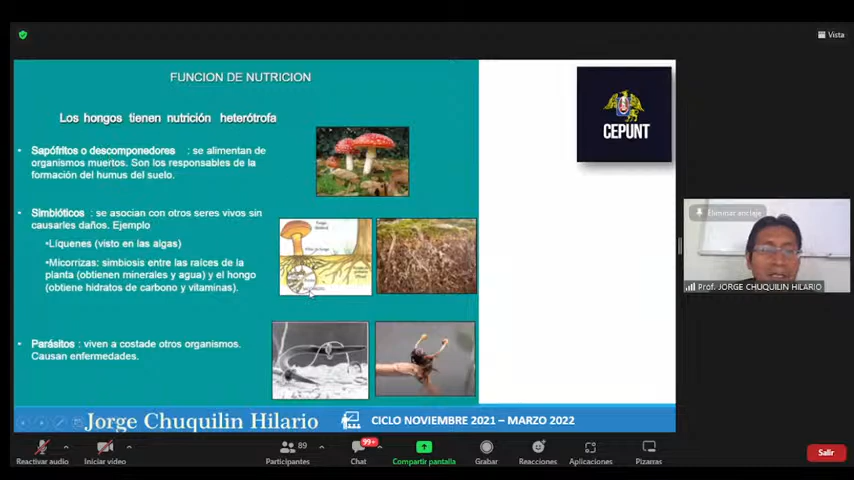 Vista
FUNCION DE NUTRICION
Los hongos tienen nutrición heterótrofa
CEPUNT
• Sapófritos o descomponedores : se alimentan de
organismos muertos. Son los responsables de la
formación del humus del suelo.
• Simbióticos : se asocian con otros seres vivos sin
causarles daños. Ejemplo
•Líquenes (visto en las algas)
•Micorrizas: simbiosis entre las raíces de la
planta (obtienen minerales y agua) y el hongo
(obtiene hidratos de carbono y vitaminas).
• Parásitos : viven a costade otros organismos.
Causan enfermedades.
Eliminar anclaje
Prof. JORGE CHUQUILIN HILARIO
Jorge Chuquilin Hilario
CICLO NOVIEMBRE 2021 – MARZO 2022
Reactivar audio
Iniciar video
89
Participantes
99+
Chat
Compartir pantalla
Grabar
Reacciones
Aplicaciones
Pizarras
Salir